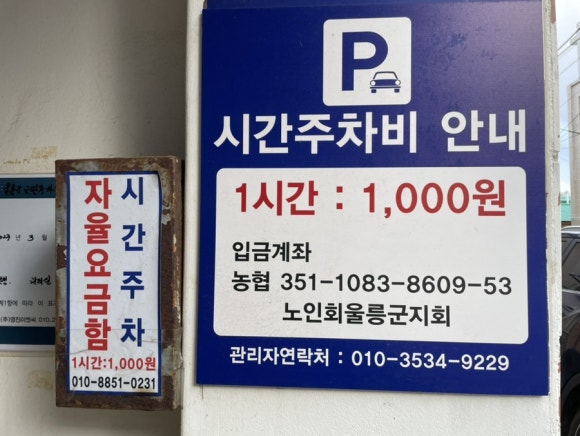 P
시간주차비 안내
1시간 : 1,000원
입금계좌
농협 351-1083-8609-53
노인회울릉군지회
관리자연락처 : 010-3534-9229
시간주차
자율요금함
1시간:1,000원
010-8851-0231
년 3 월